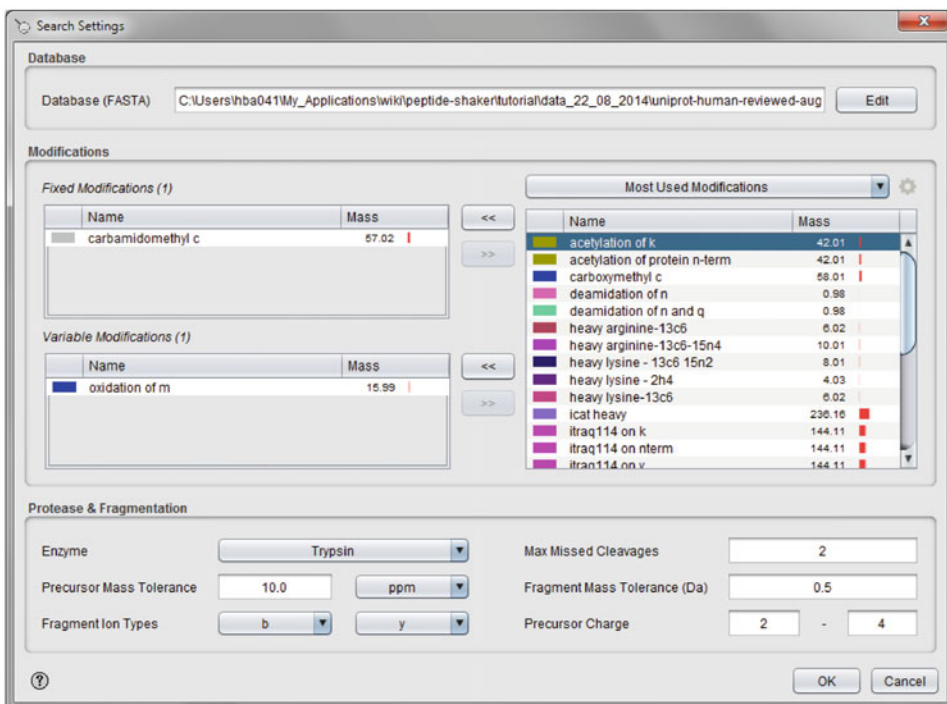 Search Settings
Database
Database (FASTA) C:\Users\hba041\My_Applications\wiki\peptide-shaker\tutorial\data_22_08_2014\uniprot-human-reviewed-aug Edit
Modifications
Fixed Modifications (1)
Name Mass
carbamidomethyl c 57.02
<<
>>
Variable Modifications (1)
Name Mass
oxidation of m 15.99
<<
>>
Most Used Modifications
Name Mass
acetylation of k 42.01
acetylation of protein n-term 42.01
carboxymethyl c 58.01
deamidation of n 0.98
deamidation of n and q 0.98
heavy arginine-13c6 6.02
heavy arginine-13c6-15n4 10.01
heavy lysine - 13c6 15n2 8.01
heavy lysine - 2h4 4.03
heavy lysine-13c6 6.02
icat heavy 236.16
itraq114 on k 144.11
itraq114 on nterm 144.11
itraq114 on y 144.11
Protease & Fragmentation
Enzyme Trypsin Max Missed Cleavages 2
Precursor Mass Tolerance 10.0 ppm Fragment Mass Tolerance (Da) 0.5
Fragment Ion Types b y Precursor Charge 2 - 4
? OK Cancel